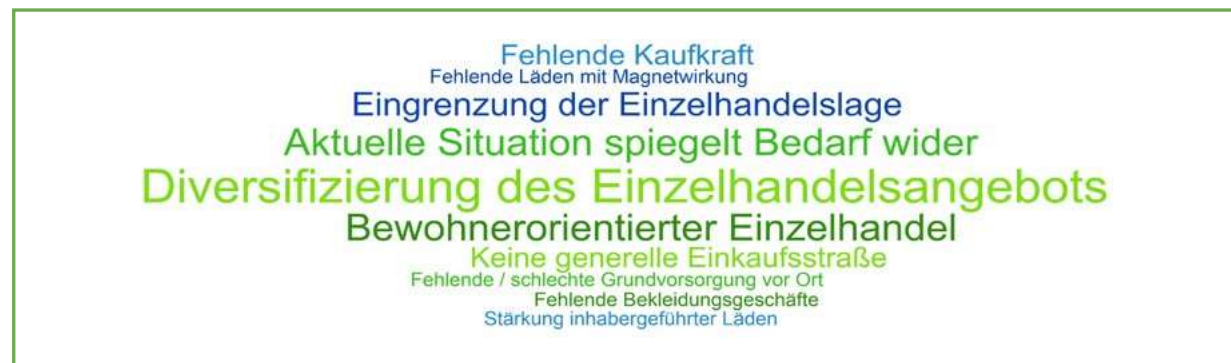 Fehlende Kaufkraft
Fehlende Läden mit Magnetwirkung
Eingrenzung der Einzelhandelslage
Aktuelle Situation spiegelt Bedarf wider
Diversifizierung des Einzelhandelsangebots
Bewohnerorientierter Einzelhandel
Keine generelle Einkaufsstraße
Fehlende / schlechte Grundvorsorgung vor Ort
Fehlende Bekleidungsgeschäfte
Stärkung inhabergeführter Läden